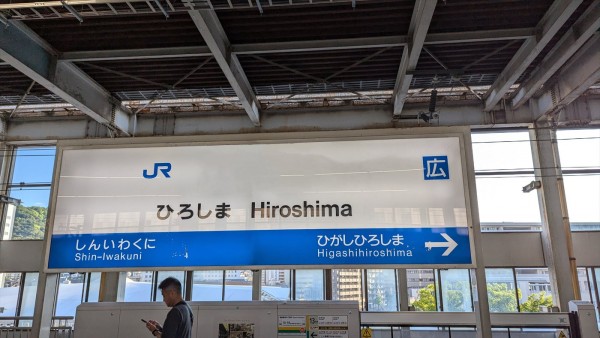 JR
広
ひろしま Hiroshima
しんいわくに
Shin-Iwakuni
ひがしひろしま
Higashihiroshima